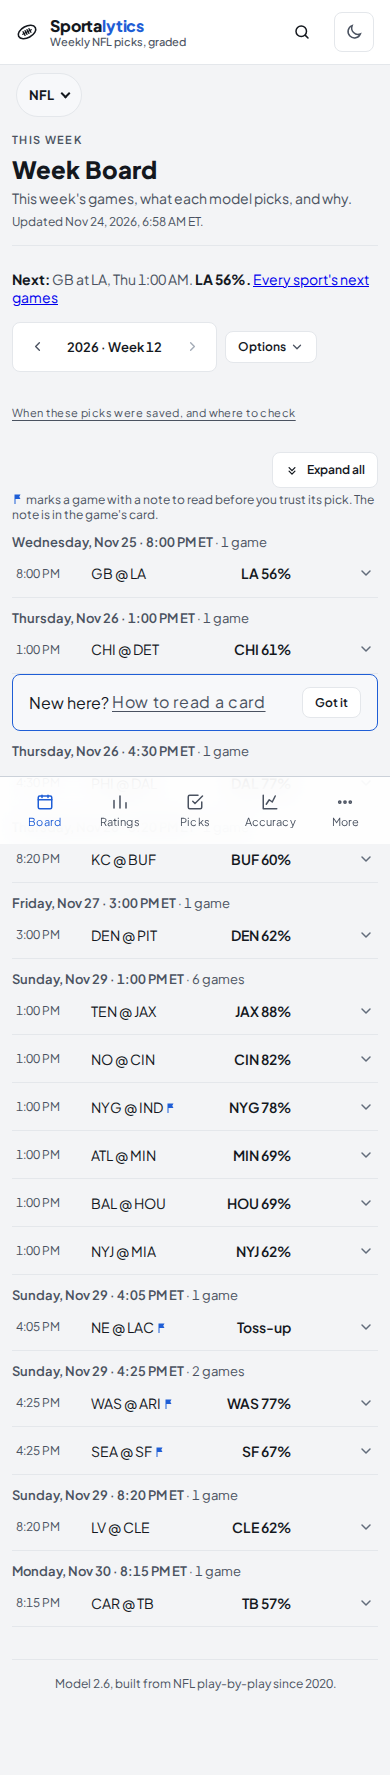 Sportalytics
Weekly NFL picks, graded
NFL
THIS WEEK
Week Board
This week's games, what each model picks, and why.
Updated Nov 24, 2026, 6:58 AM ET.
Next: GB at LA, Thu 1:00 AM. LA 56%. Every sport's next
games
2026 · Week 12
Options
When these picks were saved, and where to check
Expand all
marks a game with a note to read before you trust its pick. The
note is in the game's card.
Wednesday, Nov 25 · 8:00 PM ET · 1 game
8:00 PM GB @ LA LA 56%
Thursday, Nov 26 · 1:00 PM ET · 1 game
1:00 PM CHI @ DET CHI 61%
New here? How to read a card
Got it
Thursday, Nov 26 · 4:30 PM ET · 1 game
4:30 PM PHI @ DAL DAL 77%
Board Ratings Picks Accuracy More
8:20 PM KC @ BUF BUF 60%
Friday, Nov 27 · 3:00 PM ET · 1 game
3:00 PM DEN @ PIT DEN 62%
Sunday, Nov 29 · 1:00 PM ET · 6 games
1:00 PM TEN @ JAX JAX 88%
1:00 PM NO @ CIN CIN 82%
1:00 PM NYG @ IND NYG 78%
1:00 PM ATL @ MIN MIN 69%
1:00 PM BAL @ HOU HOU 69%
1:00 PM NYJ @ MIA NYJ 62%
Sunday, Nov 29 · 4:05 PM ET · 1 game
4:05 PM NE @ LAC Toss-up
Sunday, Nov 29 · 4:25 PM ET · 2 games
4:25 PM WAS @ ARI WAS 77%
4:25 PM SEA @ SF SF 67%
Sunday, Nov 29 · 8:20 PM ET · 1 game
8:20 PM LV @ CLE CLE 62%
Monday, Nov 30 · 8:15 PM ET · 1 game
8:15 PM CAR @ TB TB 57%
Model 2.6, built from NFL play-by-play since 2020.